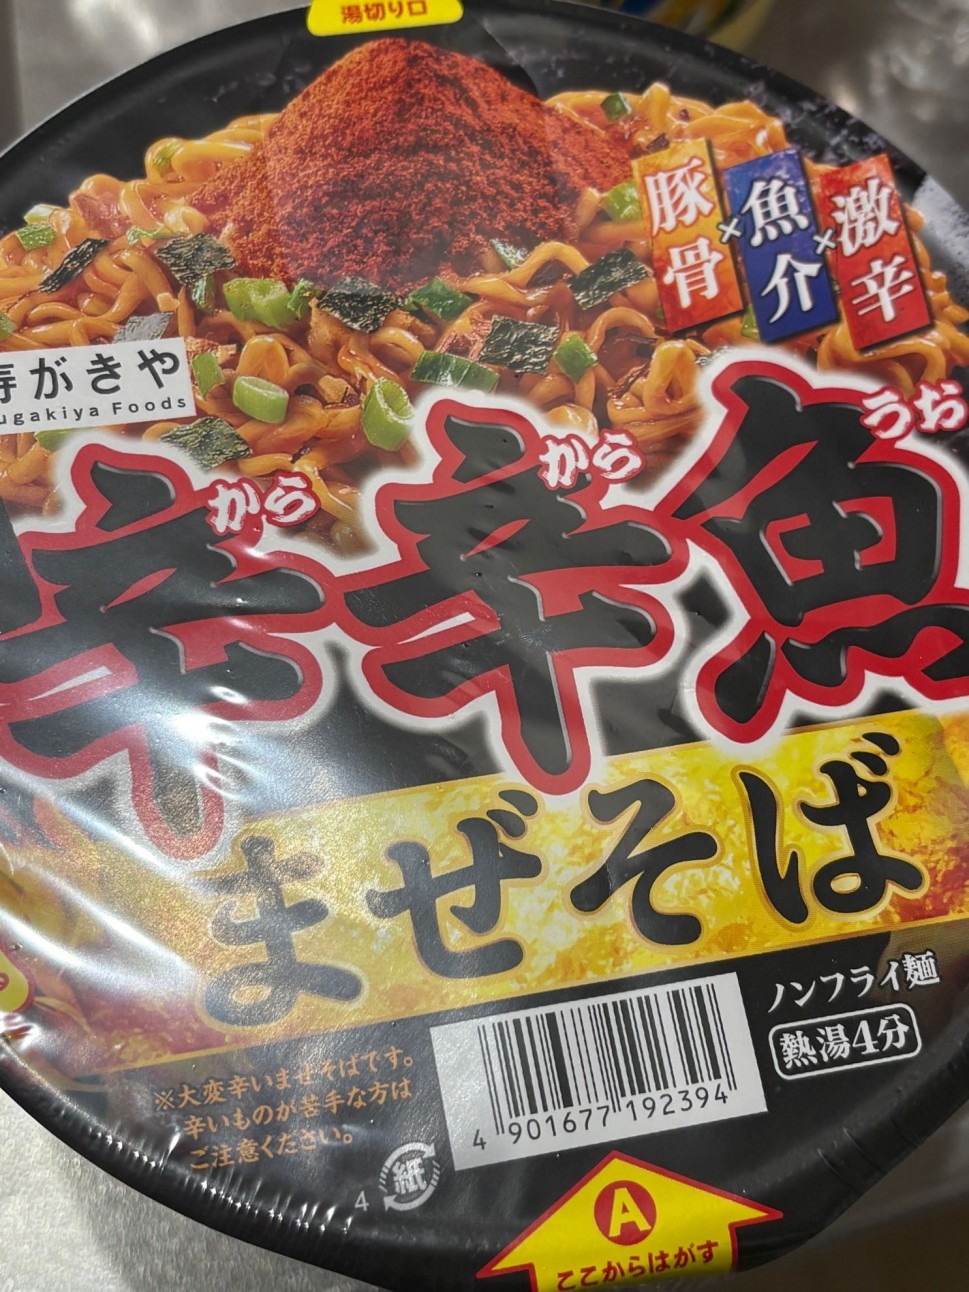 湯切り口
豚骨×魚介×激辛
寿がきや
Sugakiya Foods
から から うお
辛辛魚
まぜそば
ノンフライ麺
熱湯4分
※大変辛いまぜそばです。
辛いものが苦手な方は
ご注意ください。
4 901677 192394
4 紙
A
ここからはがす